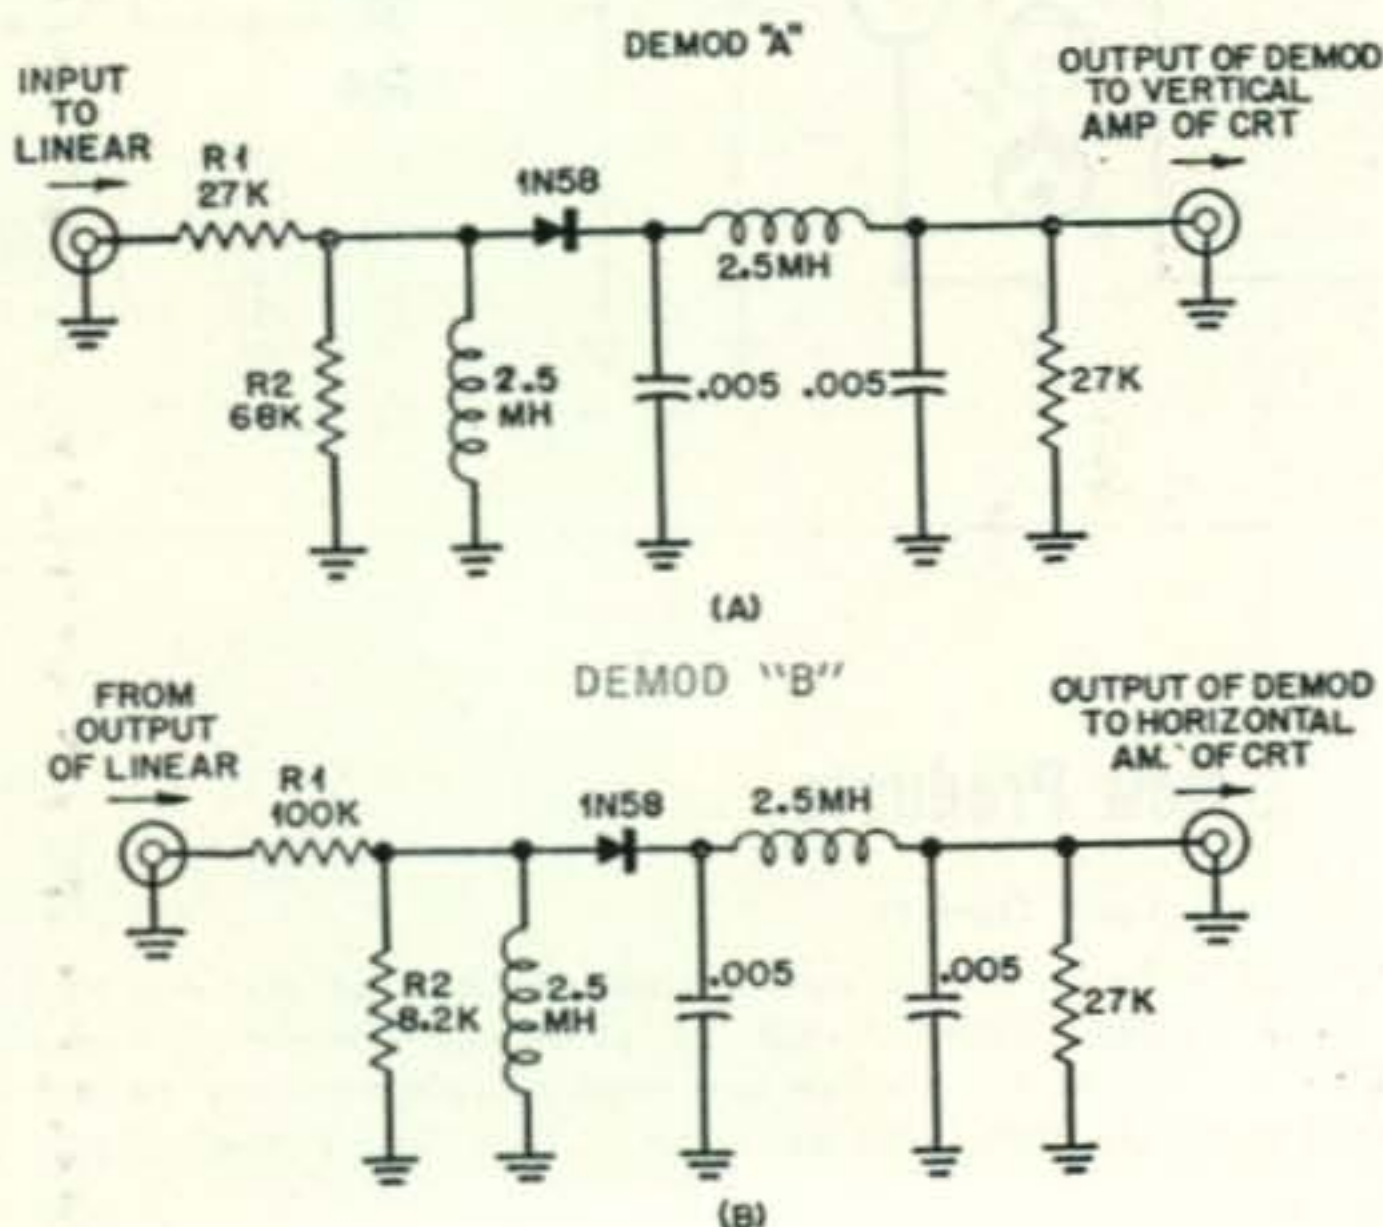 DEMOD "A"
INPUT
TO
LINEAR
OUTPUT OF DEMOD
TO VERTICAL
AMP OF CRT
R1
27K
1N58
2.5MH
R2
68K
2.5
MH
.005
.005
27K
(A)
DEMOD "B"
FROM
OUTPUT
OF LINEAR
OUTPUT OF DEMOD
TO HORIZONTAL
AM. OF CRT
R1
100K
1N58
2.5MH
R2
8.2K
2.5
MH
.005
.005
27K
(B)